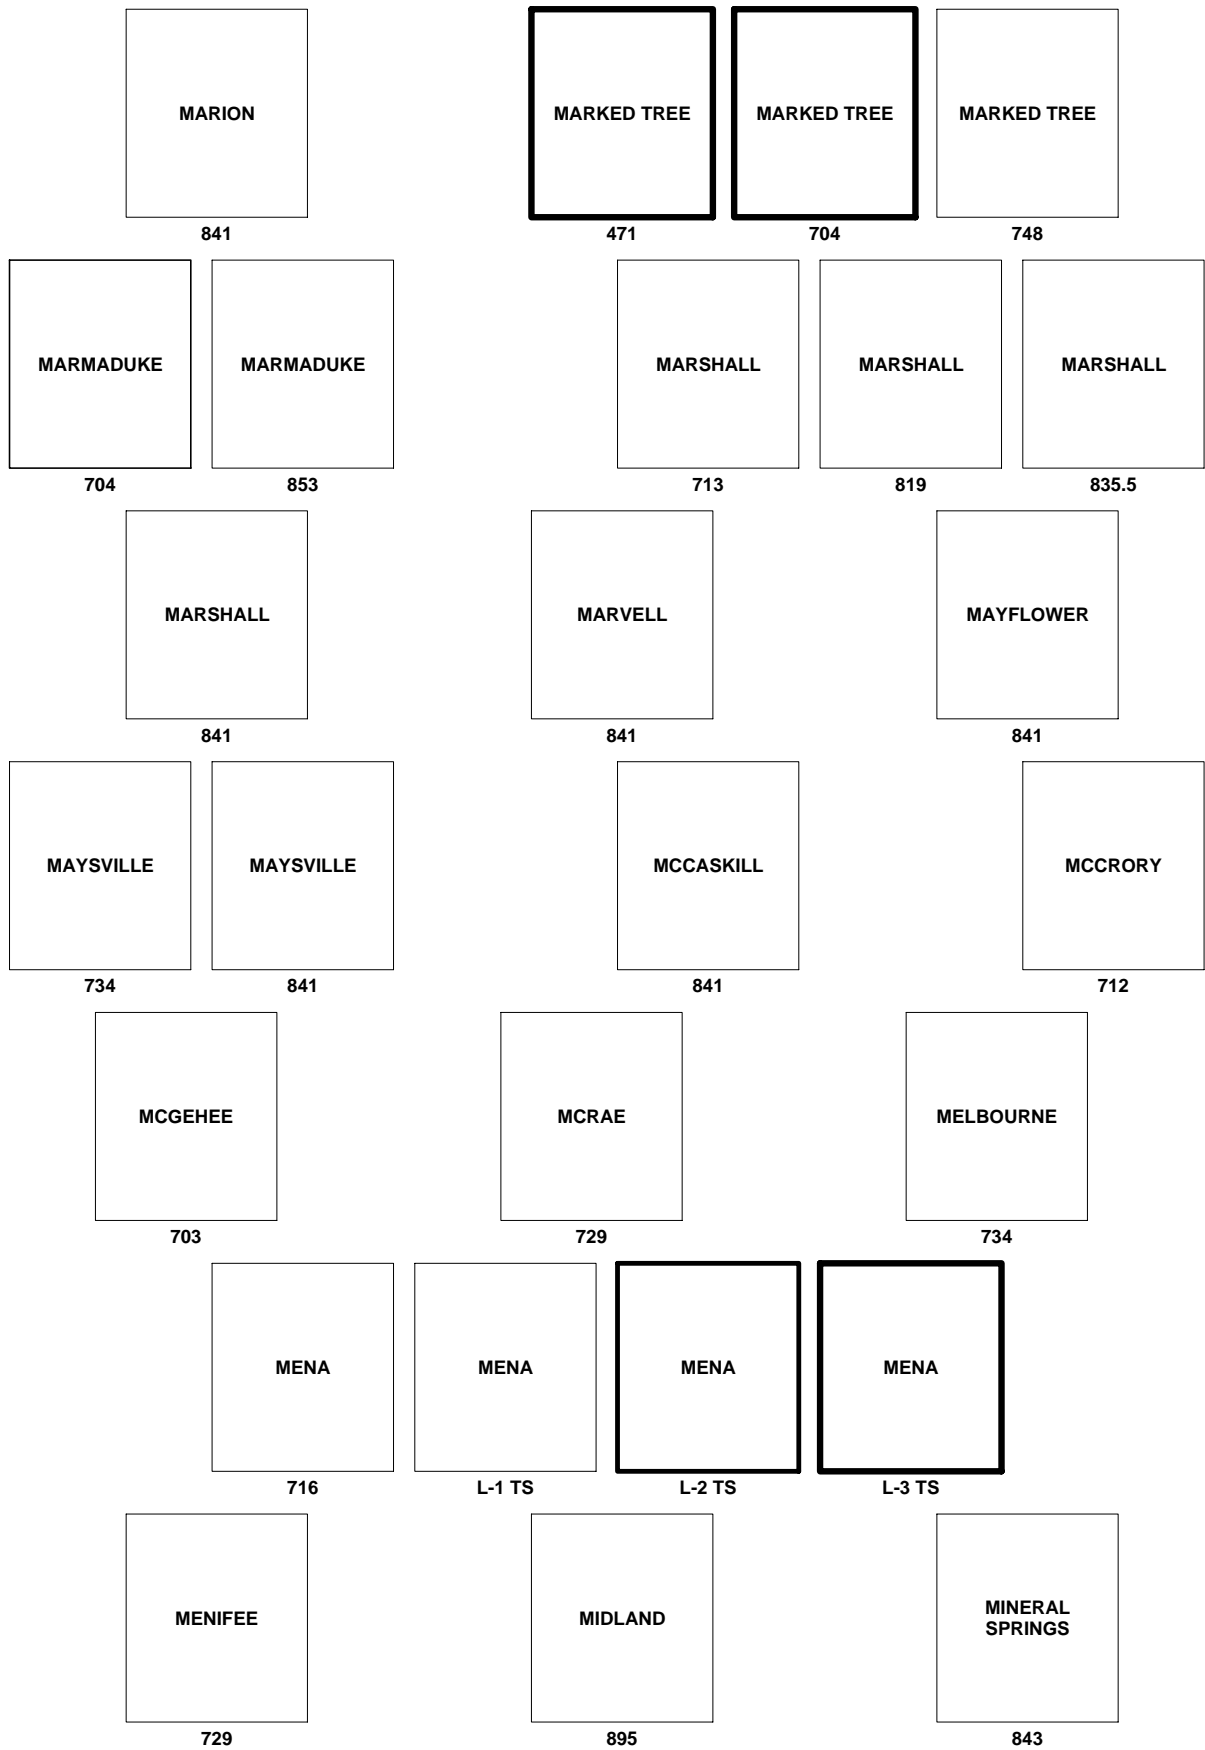 MARION
MARKED TREE
MARKED TREE
MARKED TREE
841
471
704
748
MARMADUKE
MARMADUKE
MARSHALL
MARSHALL
MARSHALL
704
853
713
819
835.5
MARSHALL
MARVELL
MAYFLOWER
841
841
841
MAYSVILLE
MAYSVILLE
MCCASKILL
MCCRORY
734
841
841
712
MCGEHEE
MCRAE
MELBOURNE
703
729
734
MENA
MENA
MENA
MENA
716
L-1 TS
L-2 TS
L-3 TS
MENIFEE
MIDLAND
MINERAL
SPRINGS
729
895
843